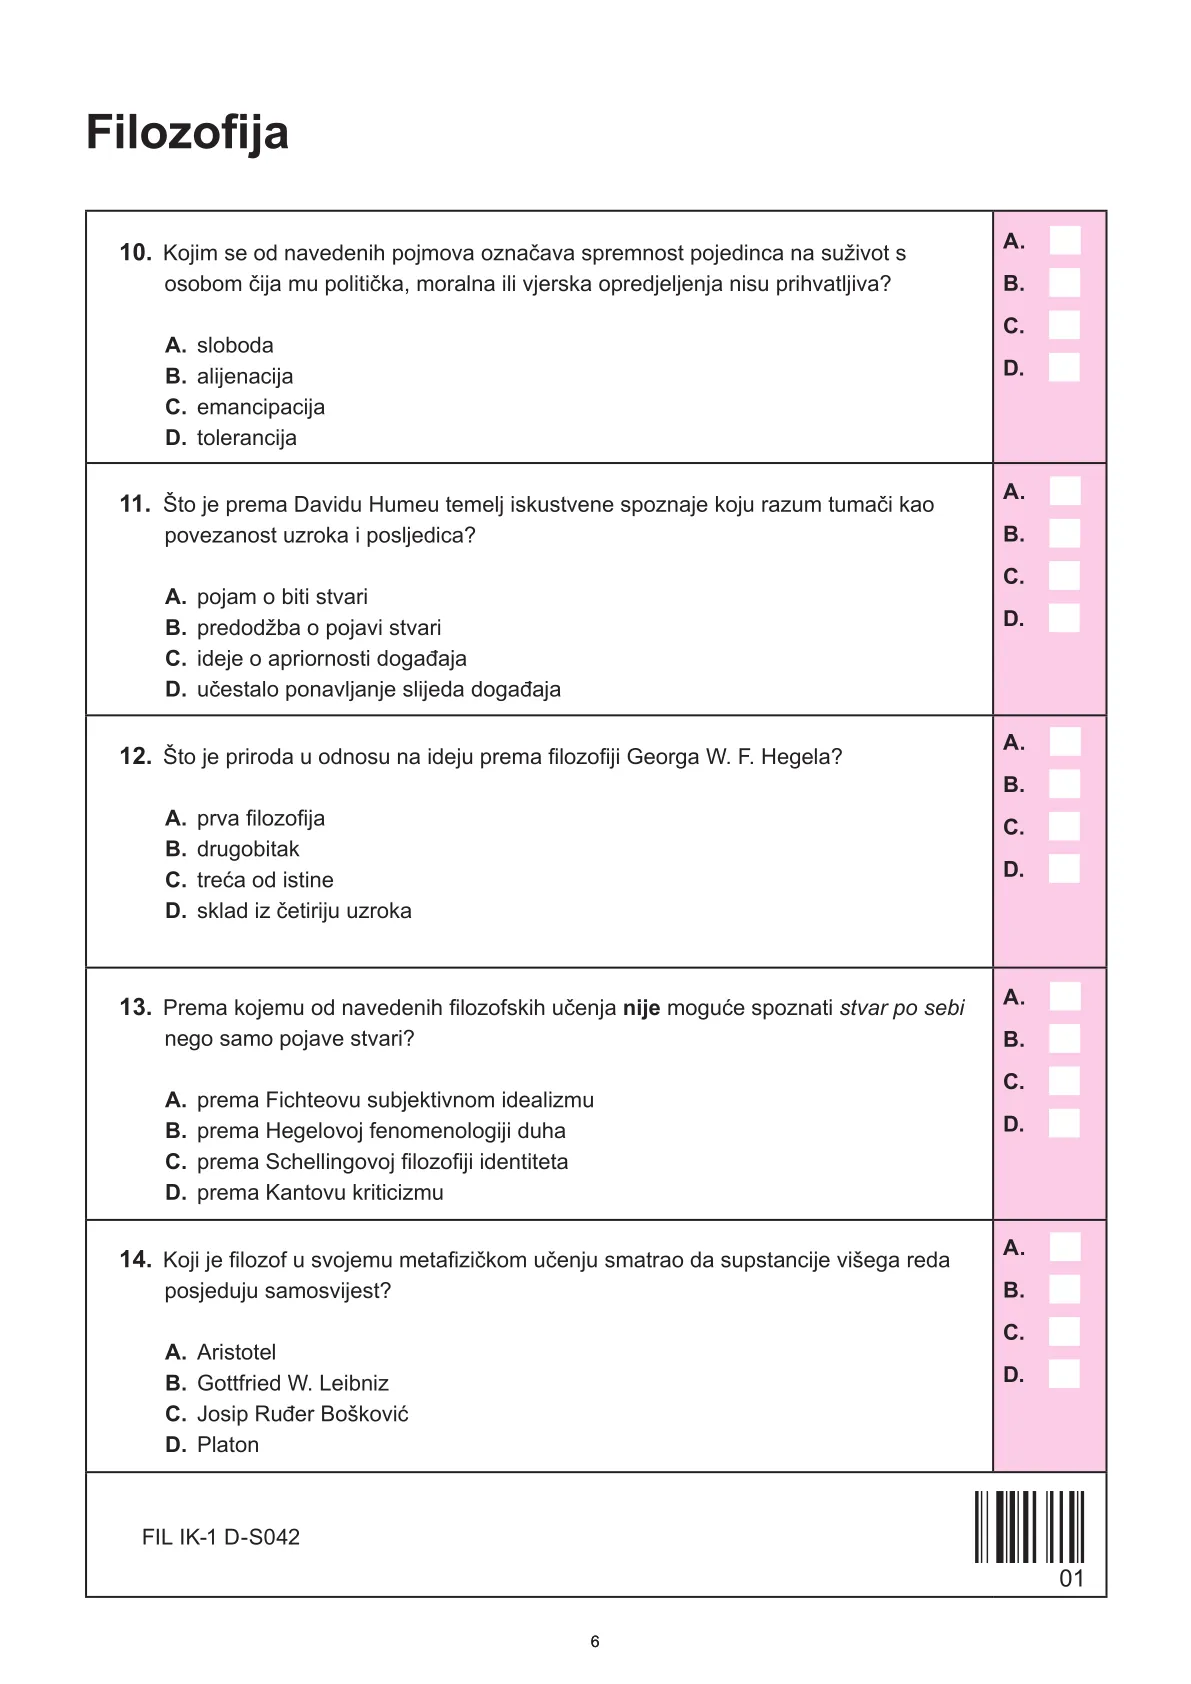 Filozofija
10. Kojim se od navedenih pojmova označava spremnost pojedinca na suživot s
osobom čija mu politička, moralna ili vjerska opredjeljenja nisu prihvatljiva?
A. sloboda
B. alijenacija
C. emancipacija
D. tolerancija
A.
B.
C.
D.
11. Što je prema Davidu Humeu temelj iskustvene spoznaje koju razum tumači kao
povezanost uzroka i posljedica?
A. pojam o biti stvari
B. predodžba o pojavi stvari
C. ideje o apriornosti događaja
D. učestalo ponavljanje slijeda događaja
A.
B.
C.
D.
12. Što je priroda u odnosu na ideju prema filozofiji Georga W. F. Hegela?
A. prva filozofija
B. drugobitak
C. treća od istine
D. sklad iz četiriju uzroka
A.
B.
C.
D.
13. Prema kojemu od navedenih filozofskih učenja nije moguće spoznati stvar po sebi
nego samo pojave stvari?
A. prema Fichteovu subjektivnom idealizmu
B. prema Hegelovoj fenomenologiji duha
C. prema Schellingovoj filozofiji identiteta
D. prema Kantovu kriticizmu
A.
B.
C.
D.
14. Koji je filozof u svojemu metafizičkom učenju smatrao da supstancije višega reda
posjeduju samosvijest?
A. Aristotel
B. Gottfried W. Leibniz
C. Josip Ruđer Bošković
D. Platon
A.
B.
C.
D.
FIL IK-1 D-S042
01
6